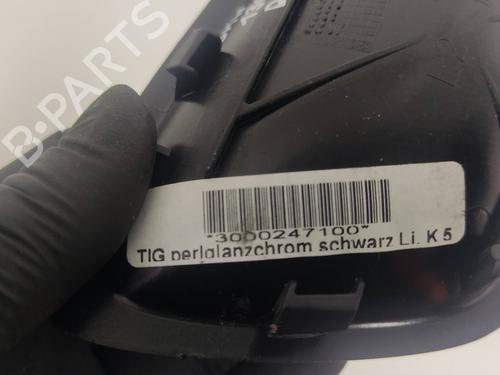 B-PARTS
*3000247100*
TIG perlglanzchrom schwarz Li. K 5